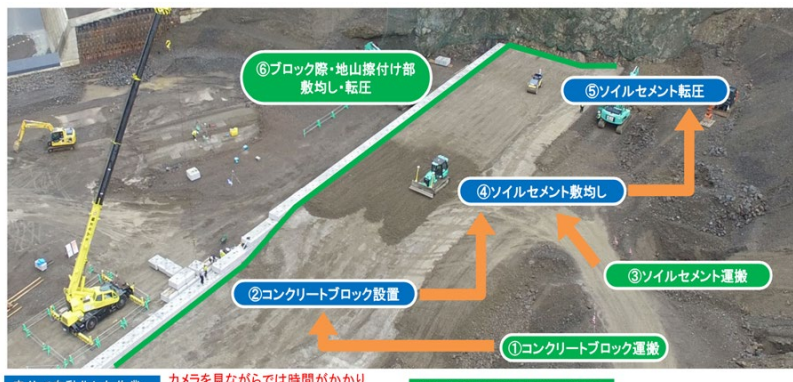 ⑥ブロック際・地山擦付け部
敷均し・転圧
⑤ソイルセメント転圧
④ソイルセメント敷均し
③ソイルセメント運搬
②コンクリートブロック設置
①コンクリートブロック運搬
カメラを見ながらでは時間がかかり